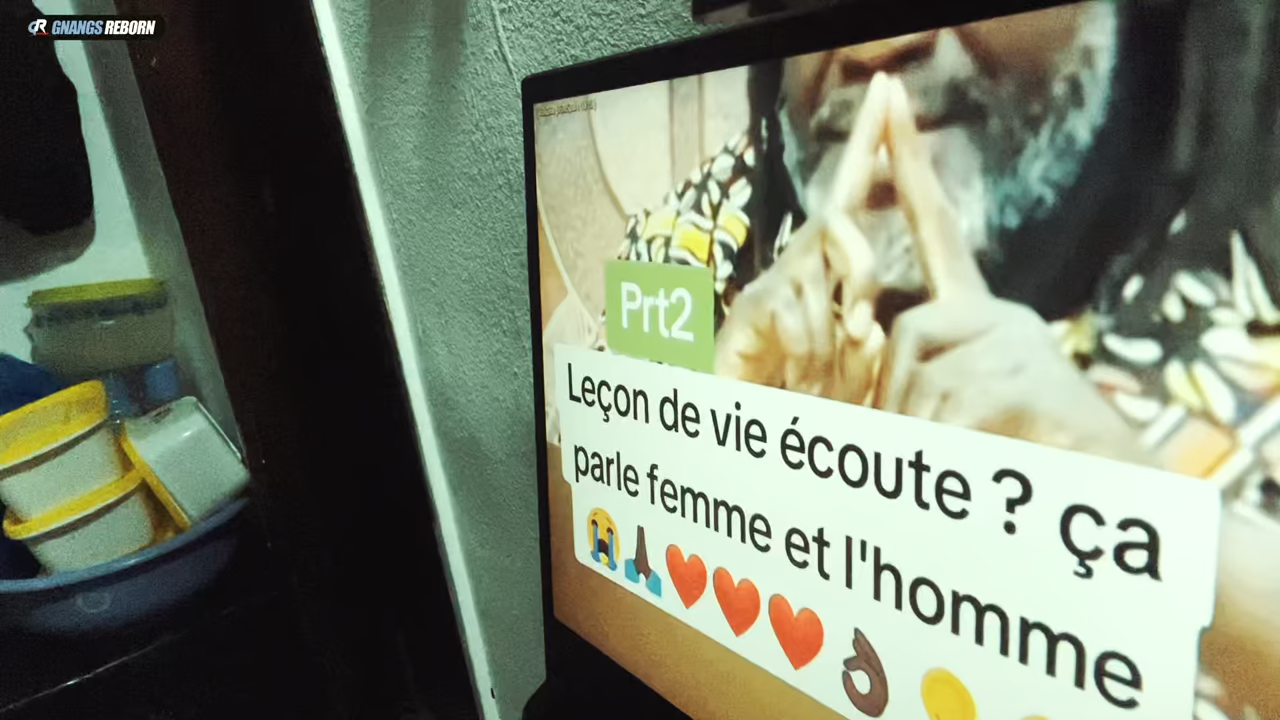 GNANGS REBORN
Prt2
Leçon de vie écoute ? ça
parle femme et l'homme
😭🙏🏿❤️❤️❤️👌🏿